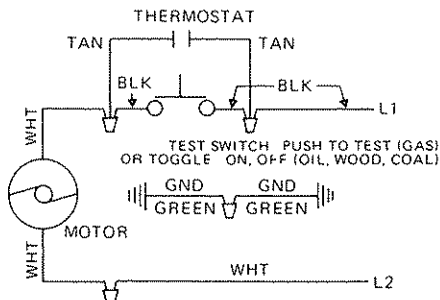 THERMOSTAT
TAN
TAN
BLK
BLK
L1
WHT
TEST SWITCH PUSH TO TEST (GAS)
OR TOGGLE ON, OFF (OIL, WOOD, COAL)
GND
GND
GREEN
GREEN
MOTOR
WHT
WHT
L2